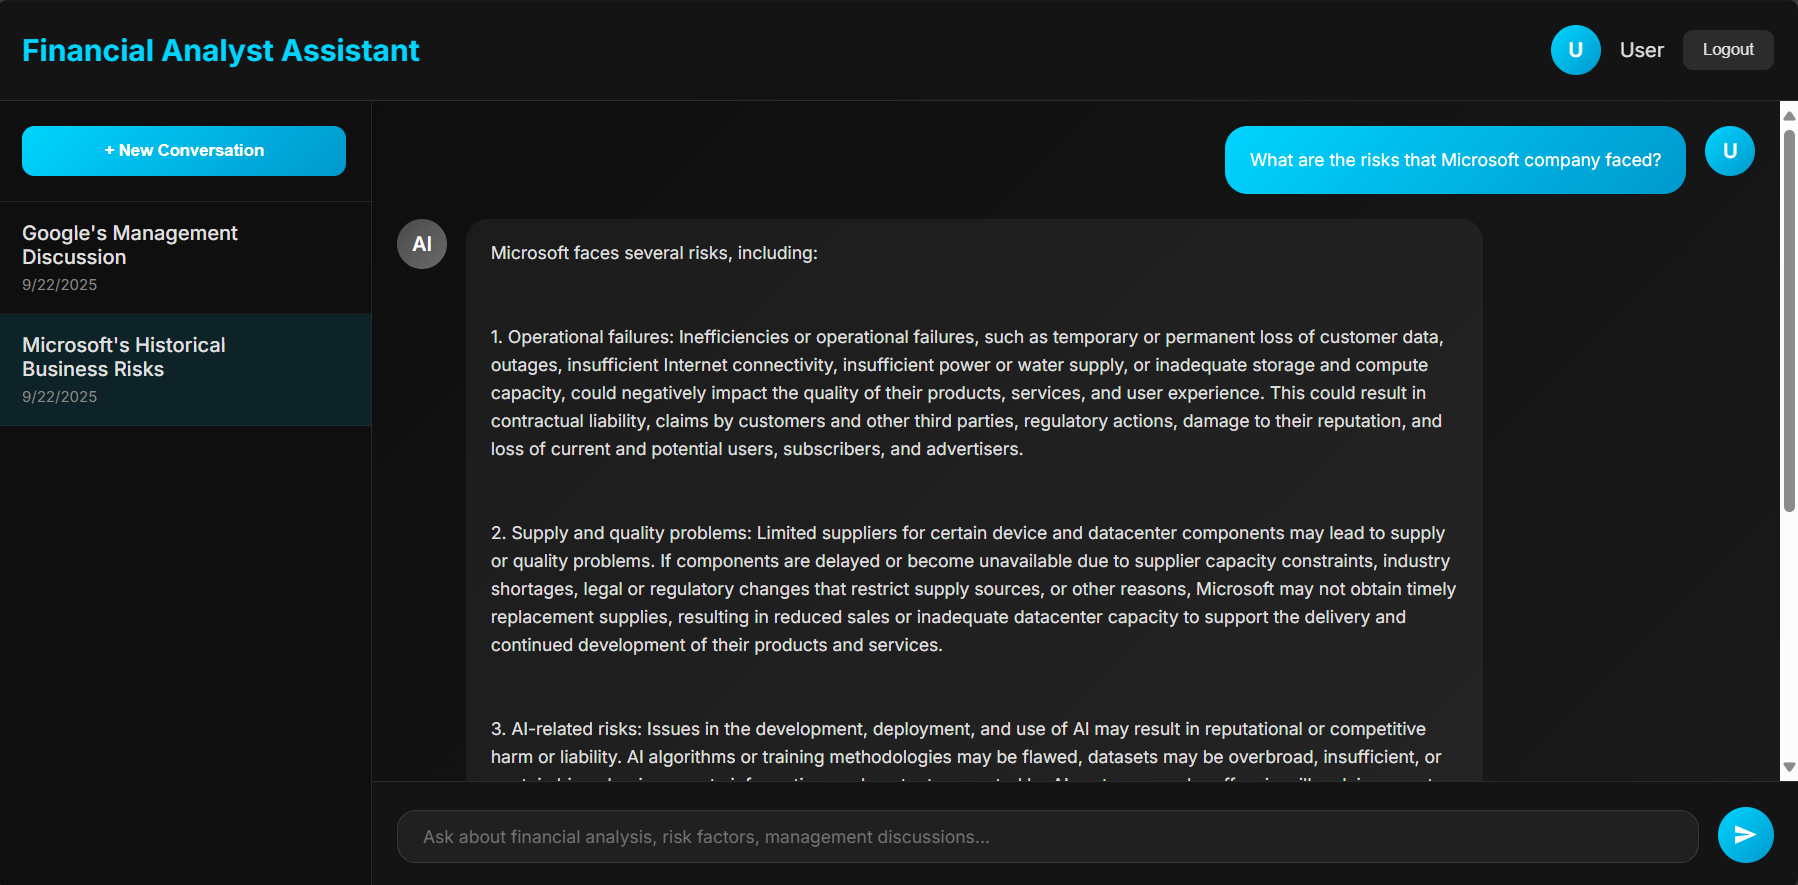 Financial Analyst Assistant
U
User
Logout
+ New Conversation
Google's Management
Discussion
9/22/2025
Microsoft's Historical
Business Risks
9/22/2025
What are the risks that Microsoft company faced?
U
AI
Microsoft faces several risks, including:
1. Operational failures: Inefficiencies or operational failures, such as temporary or permanent loss of customer data,
outages, insufficient Internet connectivity, insufficient power or water supply, or inadequate storage and compute
capacity, could negatively impact the quality of their products, services, and user experience. This could result in
contractual liability, claims by customers and other third parties, regulatory actions, damage to their reputation, and
loss of current and potential users, subscribers, and advertisers.
2. Supply and quality problems: Limited suppliers for certain device and datacenter components may lead to supply
or quality problems. If components are delayed or become unavailable due to supplier capacity constraints, industry
shortages, legal or regulatory changes that restrict supply sources, or other reasons, Microsoft may not obtain timely
replacement supplies, resulting in reduced sales or inadequate datacenter capacity to support the delivery and
continued development of their products and services.
3. AI-related risks: Issues in the development, deployment, and use of AI may result in reputational or competitive
harm or liability. AI algorithms or training methodologies may be flawed, datasets may be overbroad, insufficient, or
Ask about financial analysis, risk factors, management discussions...